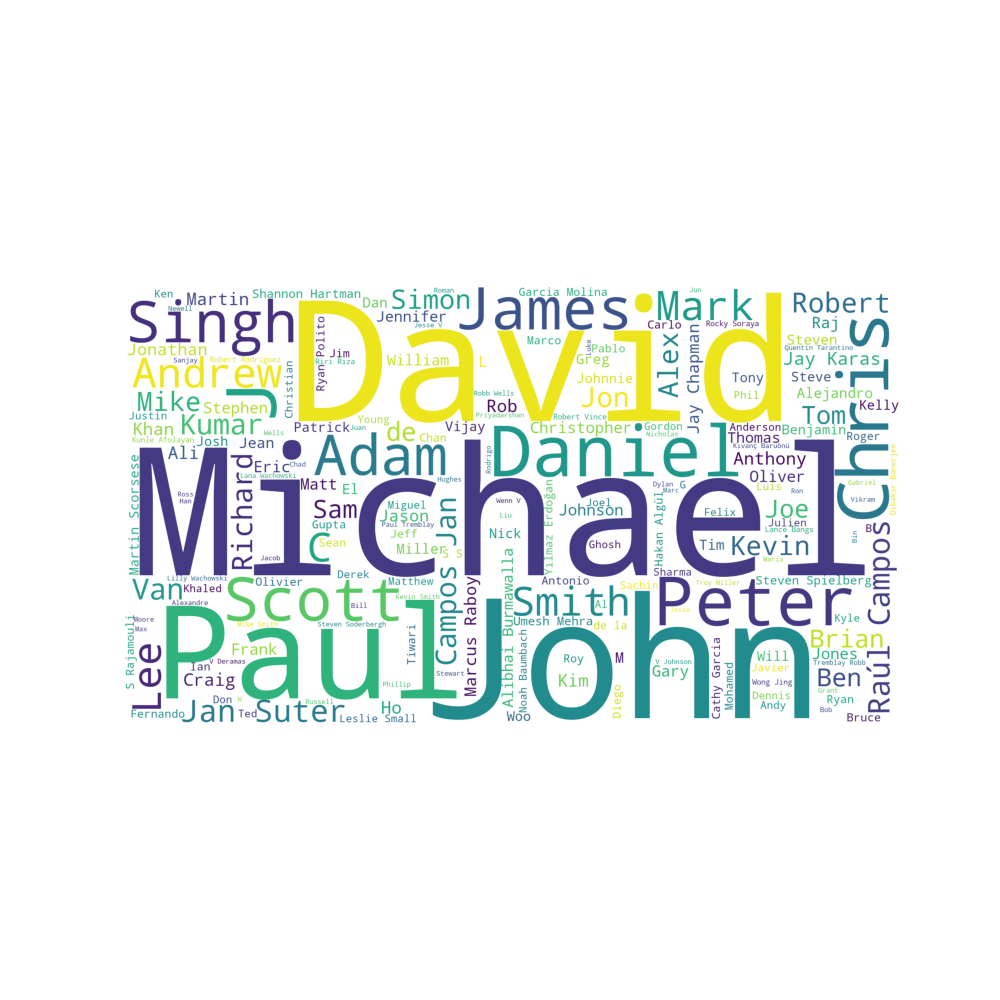 Ken
Martin
Shannon Hartman
Roman
Garcia Molina
Jun
Newell
Dan
Simon
James
Mark
Robert
Singh
David
Jennifer
Jesse V
Carlo
Rocky Soraya
Raj
Chris
Jonathan
Sanjay
Robert Rodriguez
Ryan Polito
Jim
Riri Riza
William
L
Marco
Luke
Pablo
Greg
Alex
Jay Chapman
Steven
Quentin Tarantino
Jay Karas
Andrew
J
Christian
Johnnie
Tony
Steve
Phil
Alejandro
Mike
Stephen
Robb Wells
Rob
Jon
Tom
Kelly
Justin
Young
Priyadarshan
Robert Vince
Khan
Kumar
Patrick
Juan
de
Vijay
Christopher
Gordon
Anderson
Benjamin
Kunle Afolayan
Wells
Nicholas
Thomas
Roger
Kıvanç Baruönü
Josh
Jean
Chan
Daniel
Ali
Adam
Anthony
Martin Scorsese
Lana Wachowski
Eric
Chad
Richard
Michael
Rodrigo
Matt
El
Hughes
Oliver
Luis
Gabriel
Dibakar Banerjee
Ross
Han
Sam
Miguel
Wenn V
Joel
Dylan
Marc
Ron
Vikram
Jason
Liu
Johnson
Felix
Joe
Gupta
Paul Tremblay
Yılmaz Erdoğan
Hakan Algül
Lance Bangs
B
C
Sean
Jeff
Campos Jan
Nick
Julien
Bin
Raúl Campos
Jacob
Miller
S S
Ghosh
Tim
Kevin
Maria
Lilly Wachowski
Derek
Sharma
Van
Khaled
Olivier
Matthew
Antonio
Sachin
G
Troy Miller
Steven Spielberg
Alexandre
Scott
Bill
Kevin Smith
Marcus Raboy
Alibhai Burmawalla
Smith
Al
Peter
Jesse
Kyle
Moore
Max
Mike Smith
Steven Soderbergh
Umesh Mehra
de la
Lee
S Rajamouli
Paul
Tiwari
Noah Baumbach
John
Brian
Frank
Roy
M
V Johnson
Will
Jones
Tremblay Robb
Ian
V Deramas
Stewart
Gary
Javier
Craig
Phillip
Kim
Cathy Garcia
Mohamed
Wong Jing
Ben
Don
W
Russell
Diego
Dennis
Grant
Ryan
Fernando
Jan Suter
Ted
Leslie Small
Ho
Woo
Andy
Bob
Bruce